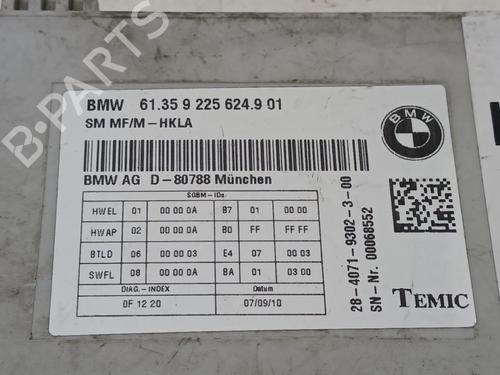 BMW 61.35 9 225 624.9 01
SM MF/M-HKLA
BMW AG D-80788 München
SGBM-IDs:
HWEL 01 00 00 0A B7 01 00 00
HWAP 02 00 00 0A B0 FF FF FF
BTLD 06 00 00 03 E4 07 00 03
SWFL 08 00 00 0A BA 01 03 00
DIAG.-INDEX Datum
0F 12 20 07/09/10
BMW
28-4071-9302-3-00
SN-Nr. 00068552
TEMIC
B-PARTS